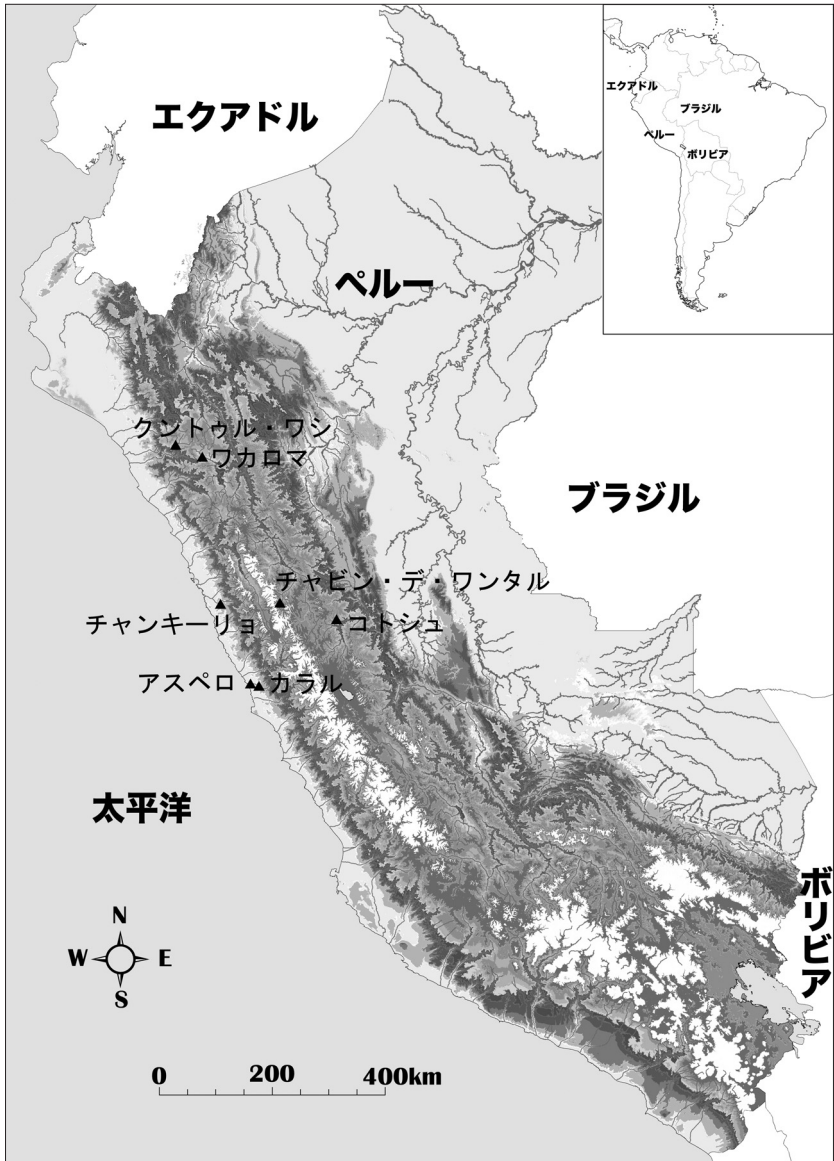 エクアドル
ペルー
ブラジル
クントゥル・ワシ
ワカロマ
チャビン・デ・ワンタル
チャンキーリョ
コトシュ
アスペロ
カラル
太平洋
ボリビア
N
W
E
S
0
200
400km
エクアドル
ブラジル
ペルー
ボリビア